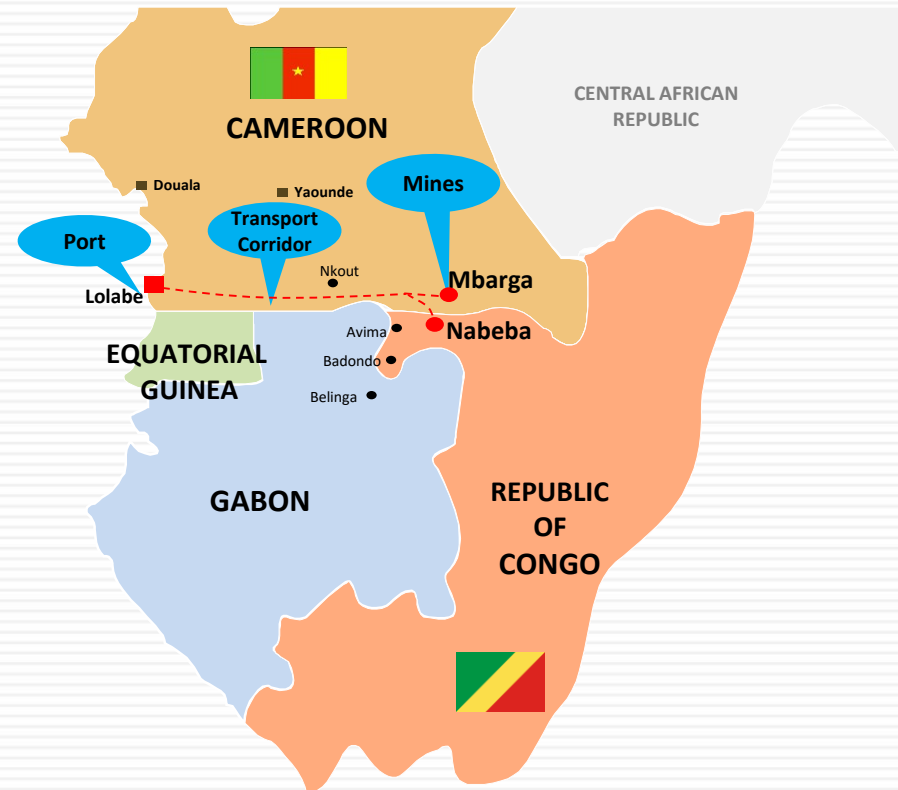 CENTRAL AFRICAN
REPUBLIC
CAMEROON
Mines
Douala
Yaounde
Transport
Corridor
Port
Nkout
Mbarga
Lolabe
Avima
Nabeba
EQUATORIAL
GUINEA
Badondo
Belinga
GABON
REPUBLIC
OF
CONGO